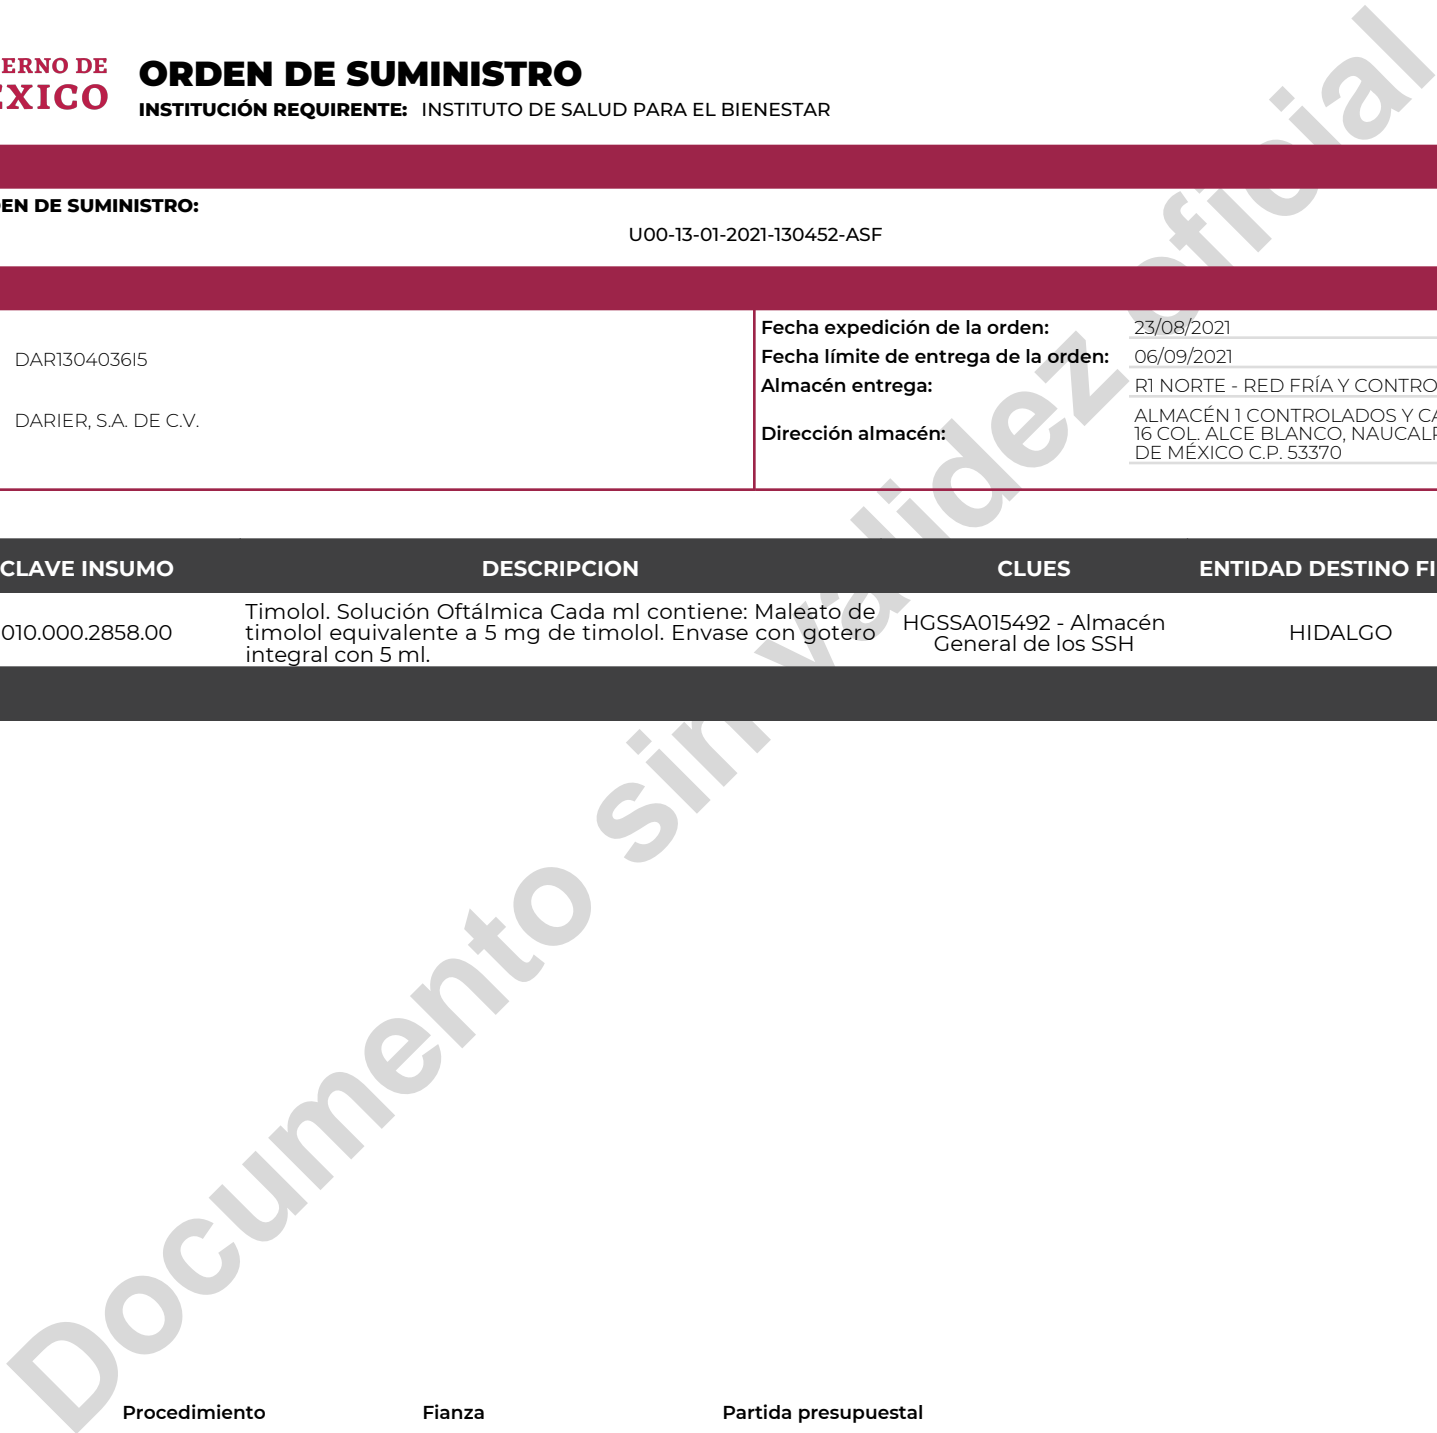 ERNO DE
ÉXICO
ORDEN DE SUMINISTRO
INSTITUCIÓN REQUIRENTE: INSTITUTO DE SALUD PARA EL BIENESTAR
EN DE SUMINISTRO:
U00-13-01-2021-130452-ASF
DAR1304036I5
DARIER, S.A. DE C.V.
Fecha expedición de la orden: 23/08/2021
Fecha límite de entrega de la orden: 06/09/2021
Almacén entrega: R1 NORTE - RED FRÍA Y CONTRO
Dirección almacén: ALMACÉN 1 CONTROLADOS Y CA
16 COL. ALCE BLANCO, NAUCALP
DE MÉXICO C.P. 53370
CLAVE INSUMO DESCRIPCION CLUES ENTIDAD DESTINO FI
010.000.2858.00
Timolol. Solución Oftálmica Cada ml contiene: Maleato de
timolol equivalente a 5 mg de timolol. Envase con gotero
integral con 5 ml.
HGSSA015492 - Almacén
General de los SSH
HIDALGO
Documento sin validez oficial
Procedimiento Fianza Partida presupuestal